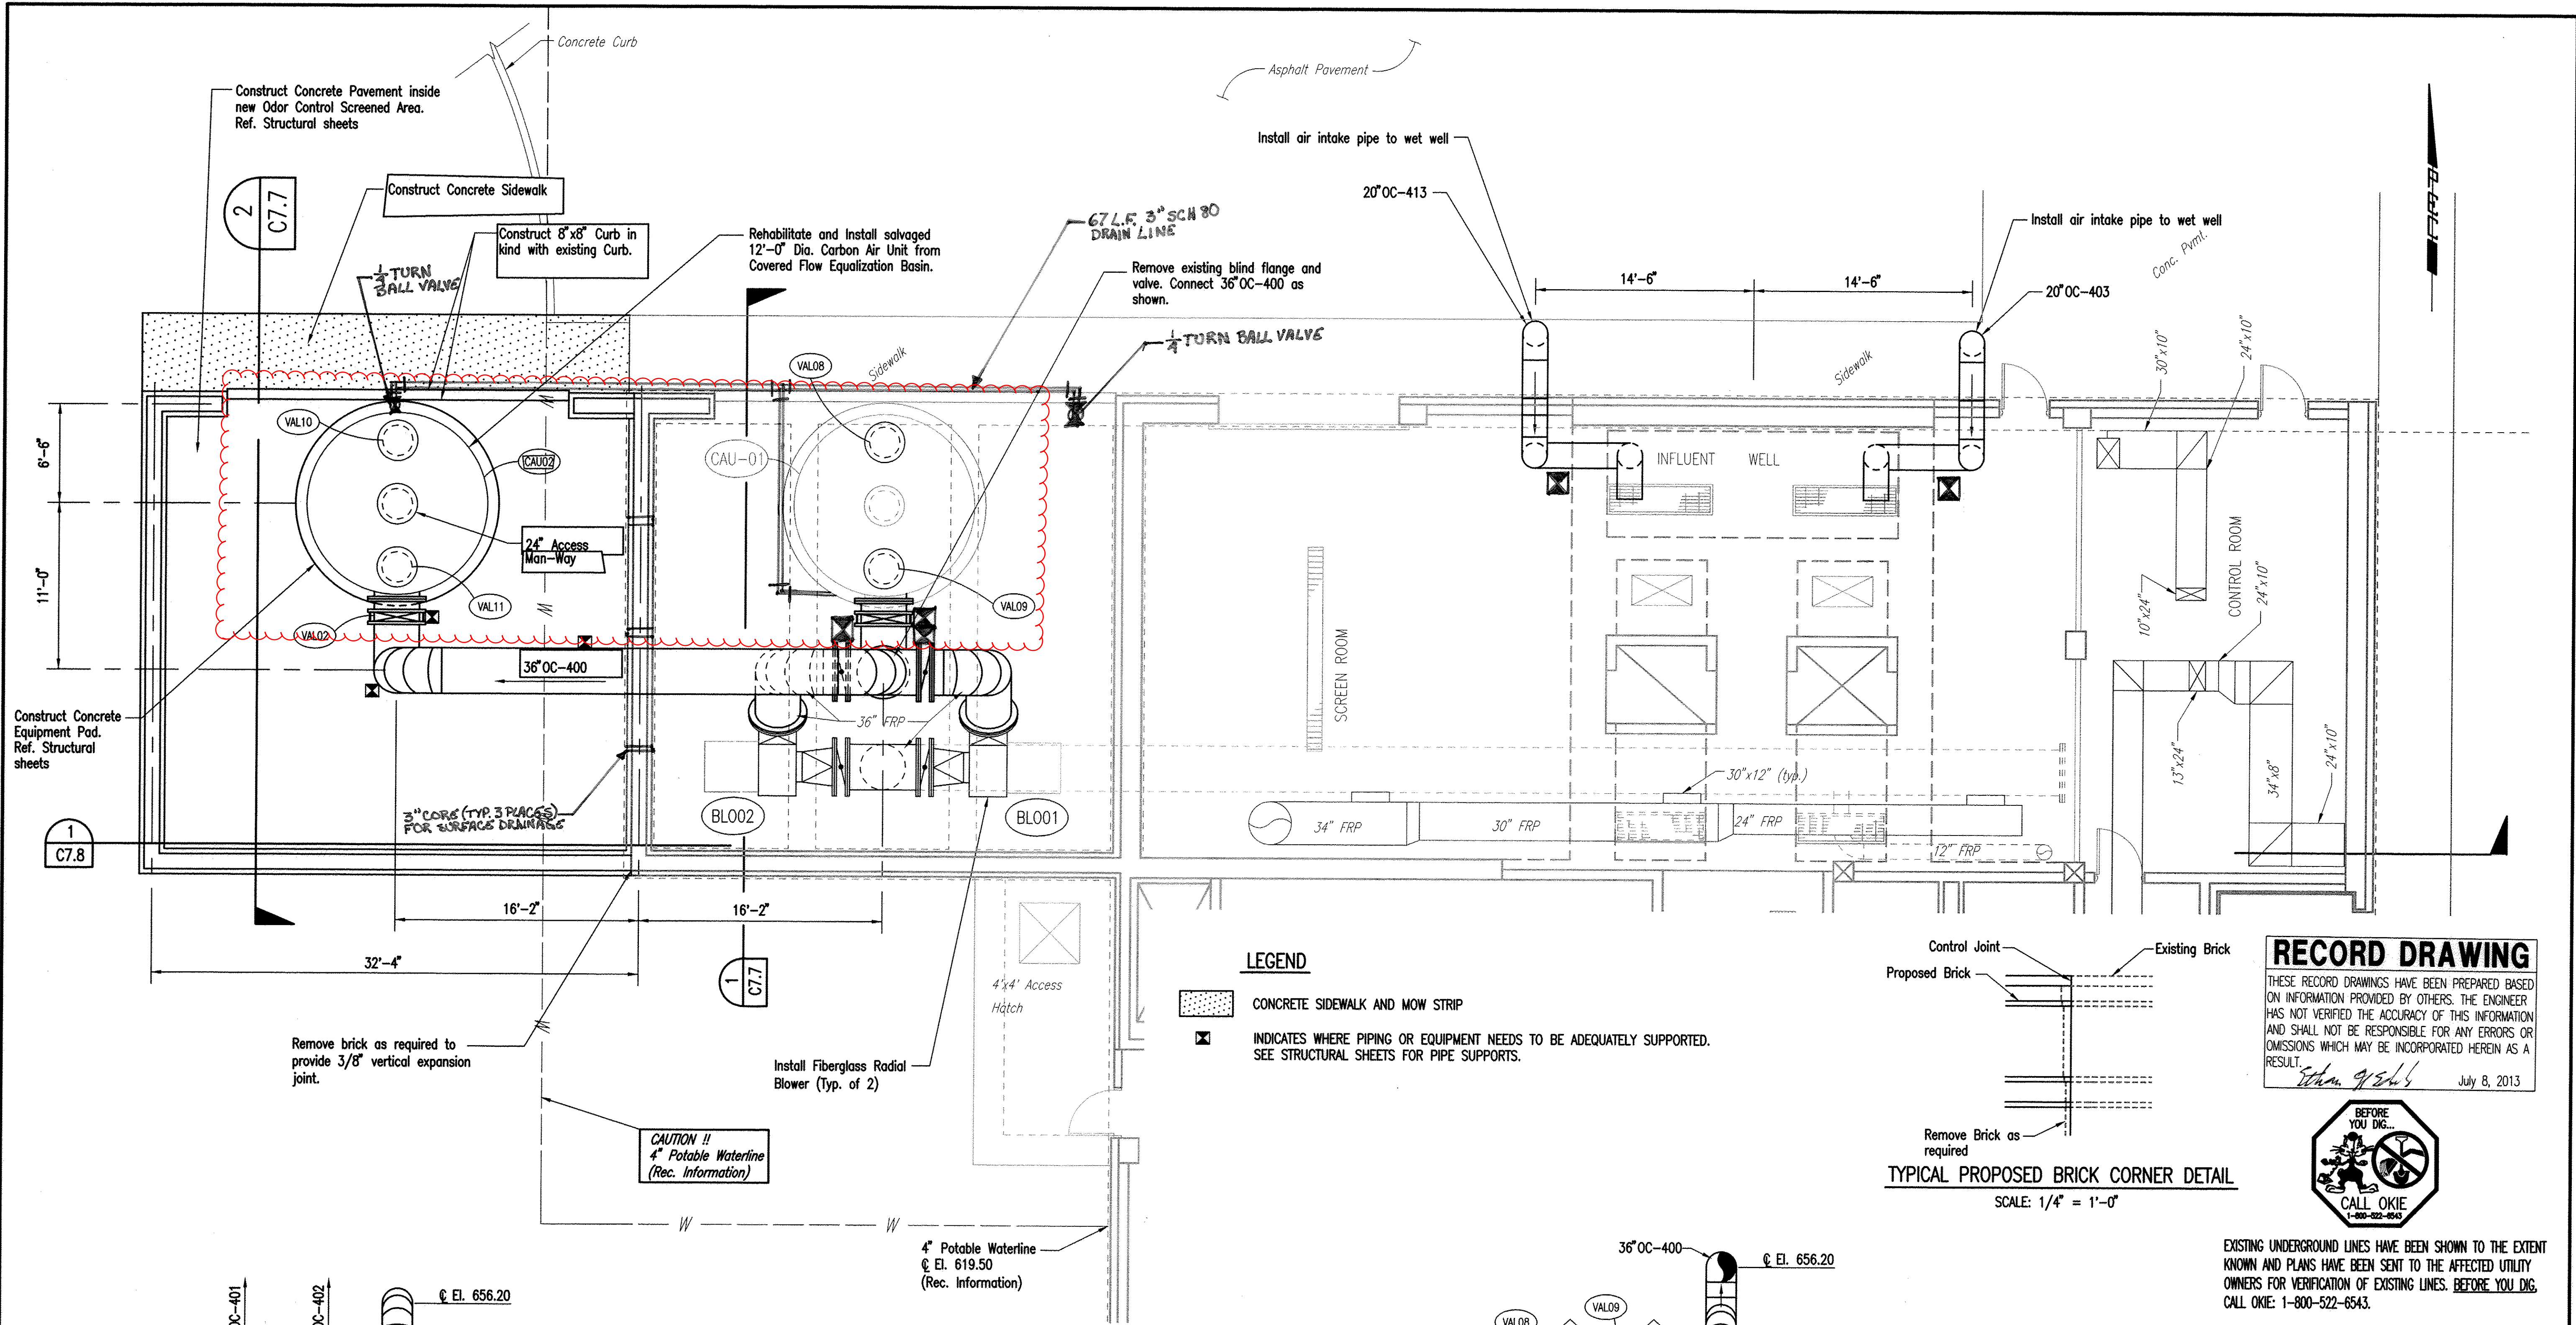 Concrete Curb
Asphalt Pavement
Construct Concrete Pavement inside
new Odor Control Screened Area.
Ref. Structural sheets
2
C7.7
Construct Concrete Sidewalk
Construct 8"x8" Curb in
kind with existing Curb.
1/4 TURN
BALL VALVE
Rehabilitate and Install salvaged
12'-0" Dia. Carbon Air Unit from
Covered Flow Equalization Basin.
67 L.F. 3" SCH 80
DRAIN LINE
Remove existing blind flange and
valve. Connect 36"OC-400 as
shown.
1/4 TURN BALL VALVE
Install air intake pipe to wet well
20"OC-413
Install air intake pipe to wet well
20"OC-403
14'-6"
14'-6"
Conc. Pvmt.
Sidewalk
Sidewalk
30"x10"
24"x10"
VAL10
VAL08
CAU02
CAU-01
6'-6"
11'-0"
24" Access
Man-Way
VAL11
VAL02
VAL09
36"OC-400
36" FRP
INFLUENT WELL
SCREEN ROOM
CONTROL ROOM
10"x24"
24"x10"
13"x24"
34"x8"
24"x10"
30"x12" (typ.)
34" FRP
30" FRP
24" FRP
12" FRP
Construct Concrete
Equipment Pad.
Ref. Structural
sheets
3" CORE (TYP. 3 PLACES)
FOR SURFACE DRAINAGE
BL002
BL001
1
C7.8
W
W
W
16'-2"
16'-2"
32'-4"
1
C7.7
4'x4' Access
Hatch
Remove brick as required to
provide 3/8" vertical expansion
joint.
Install Fiberglass Radial
Blower (Typ. of 2)
CAUTION !!
4" Potable Waterline
(Rec. Information)
W
W
4" Potable Waterline
℄ El. 619.50
(Rec. Information)
LEGEND
CONCRETE SIDEWALK AND MOW STRIP
INDICATES WHERE PIPING OR EQUIPMENT NEEDS TO BE ADEQUATELY SUPPORTED.
SEE STRUCTURAL SHEETS FOR PIPE SUPPORTS.
Control Joint
Existing Brick
Proposed Brick
Remove Brick as
required
TYPICAL PROPOSED BRICK CORNER DETAIL
SCALE: 1/4" = 1'-0"
RECORD DRAWING
THESE RECORD DRAWINGS HAVE BEEN PREPARED BASED
ON INFORMATION PROVIDED BY OTHERS. THE ENGINEER
HAS NOT VERIFIED THE ACCURACY OF THIS INFORMATION
AND SHALL NOT BE RESPONSIBLE FOR ANY ERRORS OR
OMISSIONS WHICH MAY BE INCORPORATED HEREIN AS A
RESULT.
July 8, 2013
BEFORE
YOU DIG...
CALL OKIE
1-800-522-6543
EXISTING UNDERGROUND LINES HAVE BEEN SHOWN TO THE EXTENT
KNOWN AND PLANS HAVE BEEN SENT TO THE AFFECTED UTILITY
OWNERS FOR VERIFICATION OF EXISTING LINES. BEFORE YOU DIG,
CALL OKIE: 1-800-522-6543.
OC-401
OC-402
℄ El. 656.20
36"OC-400
℄ El. 656.20
VAL08
VAL09